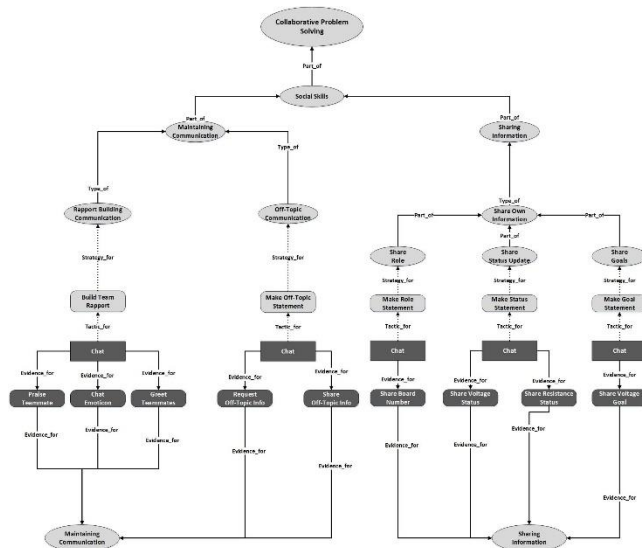 Collaborative Problem
Solving
Part_of
Social Skills
Part_of
Part_of
Maintaining
Communication
Sharing
Information
Type_of
Type_of
Type_of
Rapport Building
Communication
Off-Topic
Communication
Share Own
Information
Part_of
Part_of
Part_of
Share
Role
Share
Status Update
Share
Goals
Strategy_for
Strategy_for
Strategy_for
Strategy_for
Strategy_for
Build Team
Rapport
Make Off-Topic
Statement
Make Role
Statement
Make Status
Statement
Make Goal
Statement
Tactic_for
Tactic_for
Tactic_for
Tactic_for
Tactic_for
Chat
Chat
Chat
Chat
Chat
Evidence_for
Evidence_for
Evidence_for
Evidence_for
Evidence_for
Evidence_for
Evidence_for
Evidence_for
Evidence_for
Praise
Teammate
Chat
Emoticon
Greet
Teammates
Request
Off-Topic Info
Share
Off-Topic Info
Share Board
Number
Share Voltage
Status
Share Resistance
Status
Share Voltage
Goal
Evidence_for
Evidence_for
Evidence_for
Evidence_for
Evidence_for
Evidence_for
Evidence_for
Evidence_for
Evidence_for
Maintaining
Communication
Sharing
Information